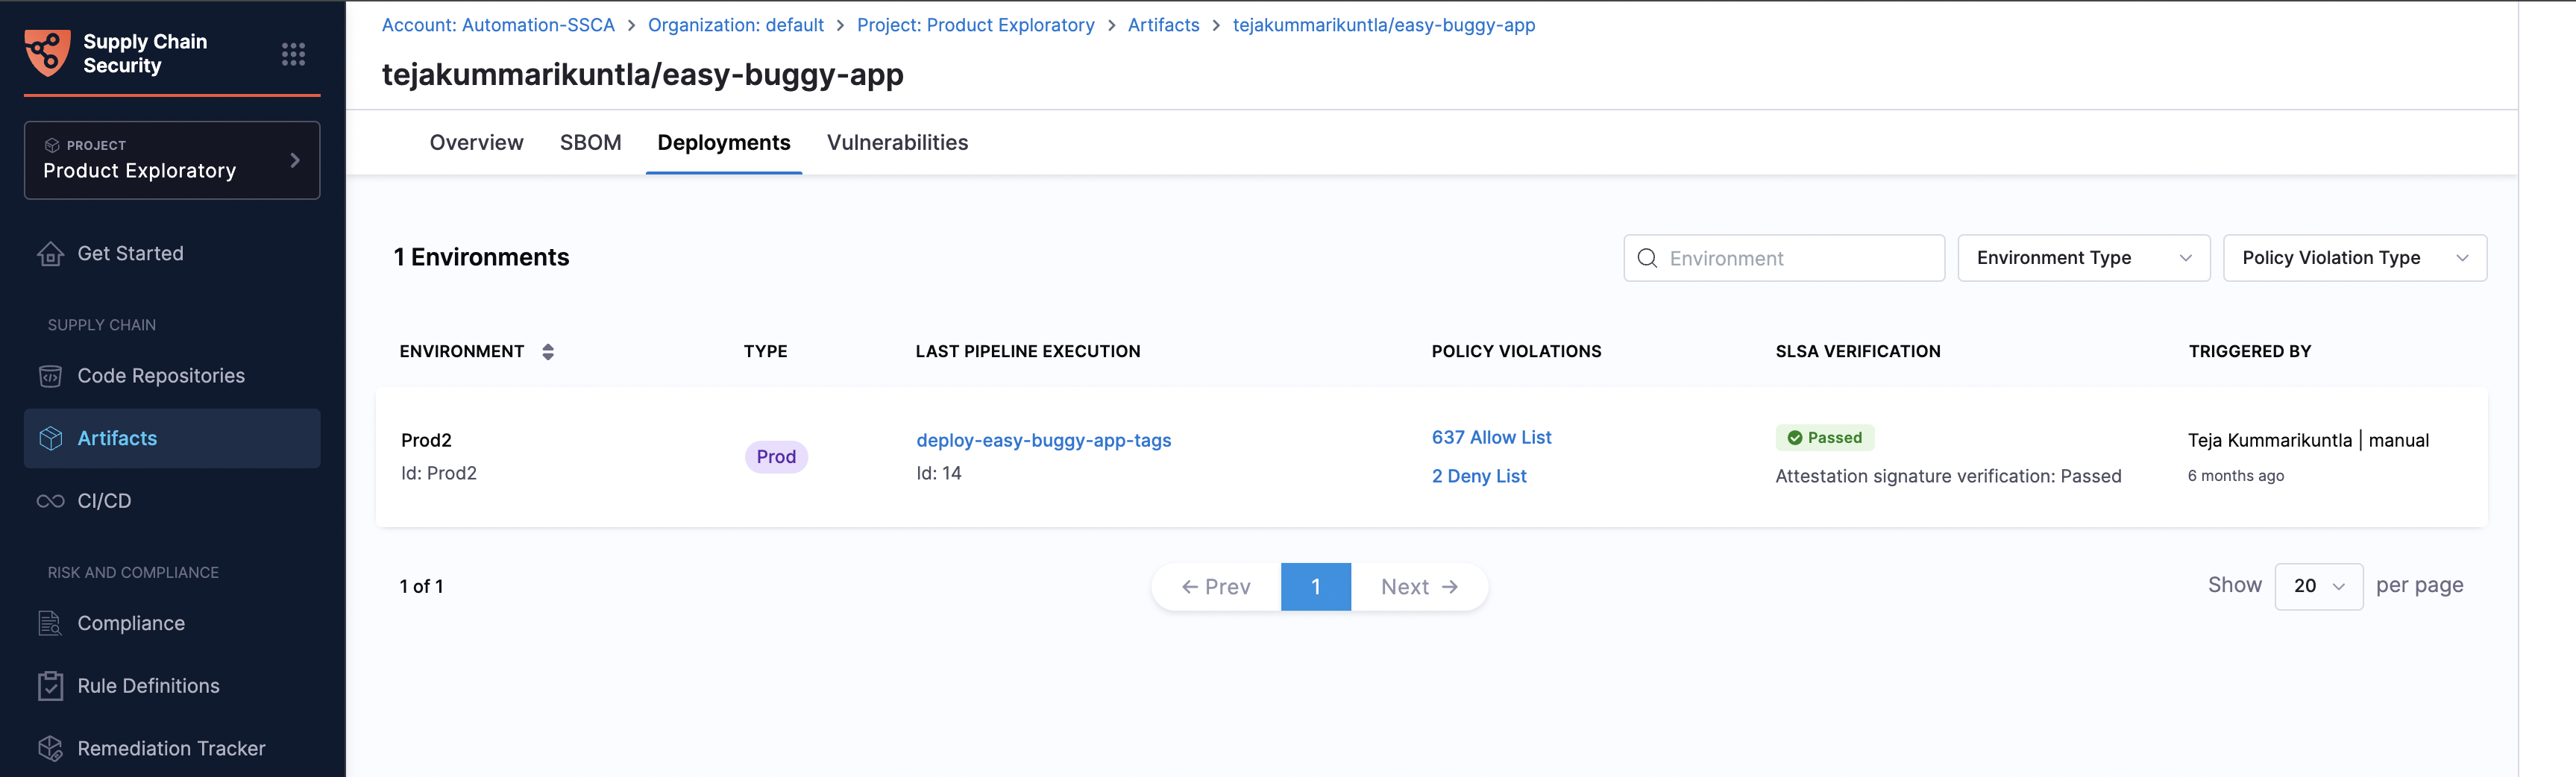 Supply Chain
Security
PROJECT
Product Exploratory
Get Started
SUPPLY CHAIN
Code Repositories
Artifacts
CI/CD
RISK AND COMPLIANCE
Compliance
Rule Definitions
Remediation Tracker
Account: Automation-SSCA > Organization: default > Project: Product Exploratory > Artifacts > tejakummarikuntla/easy-buggy-app
tejakummarikuntla/easy-buggy-app
Overview SBOM Deployments Vulnerabilities
1 Environments
Environment
Environment Type
Policy Violation Type
ENVIRONMENT TYPE LAST PIPELINE EXECUTION POLICY VIOLATIONS SLSA VERIFICATION TRIGGERED BY
Prod2
Id: Prod2
Prod
deploy-easy-buggy-app-tags
Id: 14
637 Allow List
2 Deny List
Passed
Attestation signature verification: Passed
Teja Kummarikuntla | manual
6 months ago
1 of 1
← Prev 1 Next →
Show 20 per page